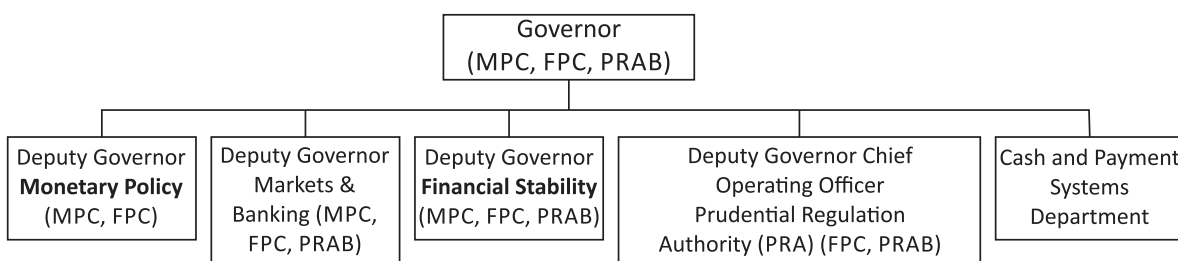 Governor
(MPC, FPC, PRAB)
Deputy Governor
Monetary Policy
(MPC, FPC)
Deputy Governor
Markets &
Banking (MPC,
FPC, PRAB)
Deputy Governor
Financial Stability
(MPC, FPC, PRAB)
Deputy Governor Chief
Operating Officer
Prudential Regulation
Authority (PRA) (FPC, PRAB)
Cash and Payment
Systems
Department